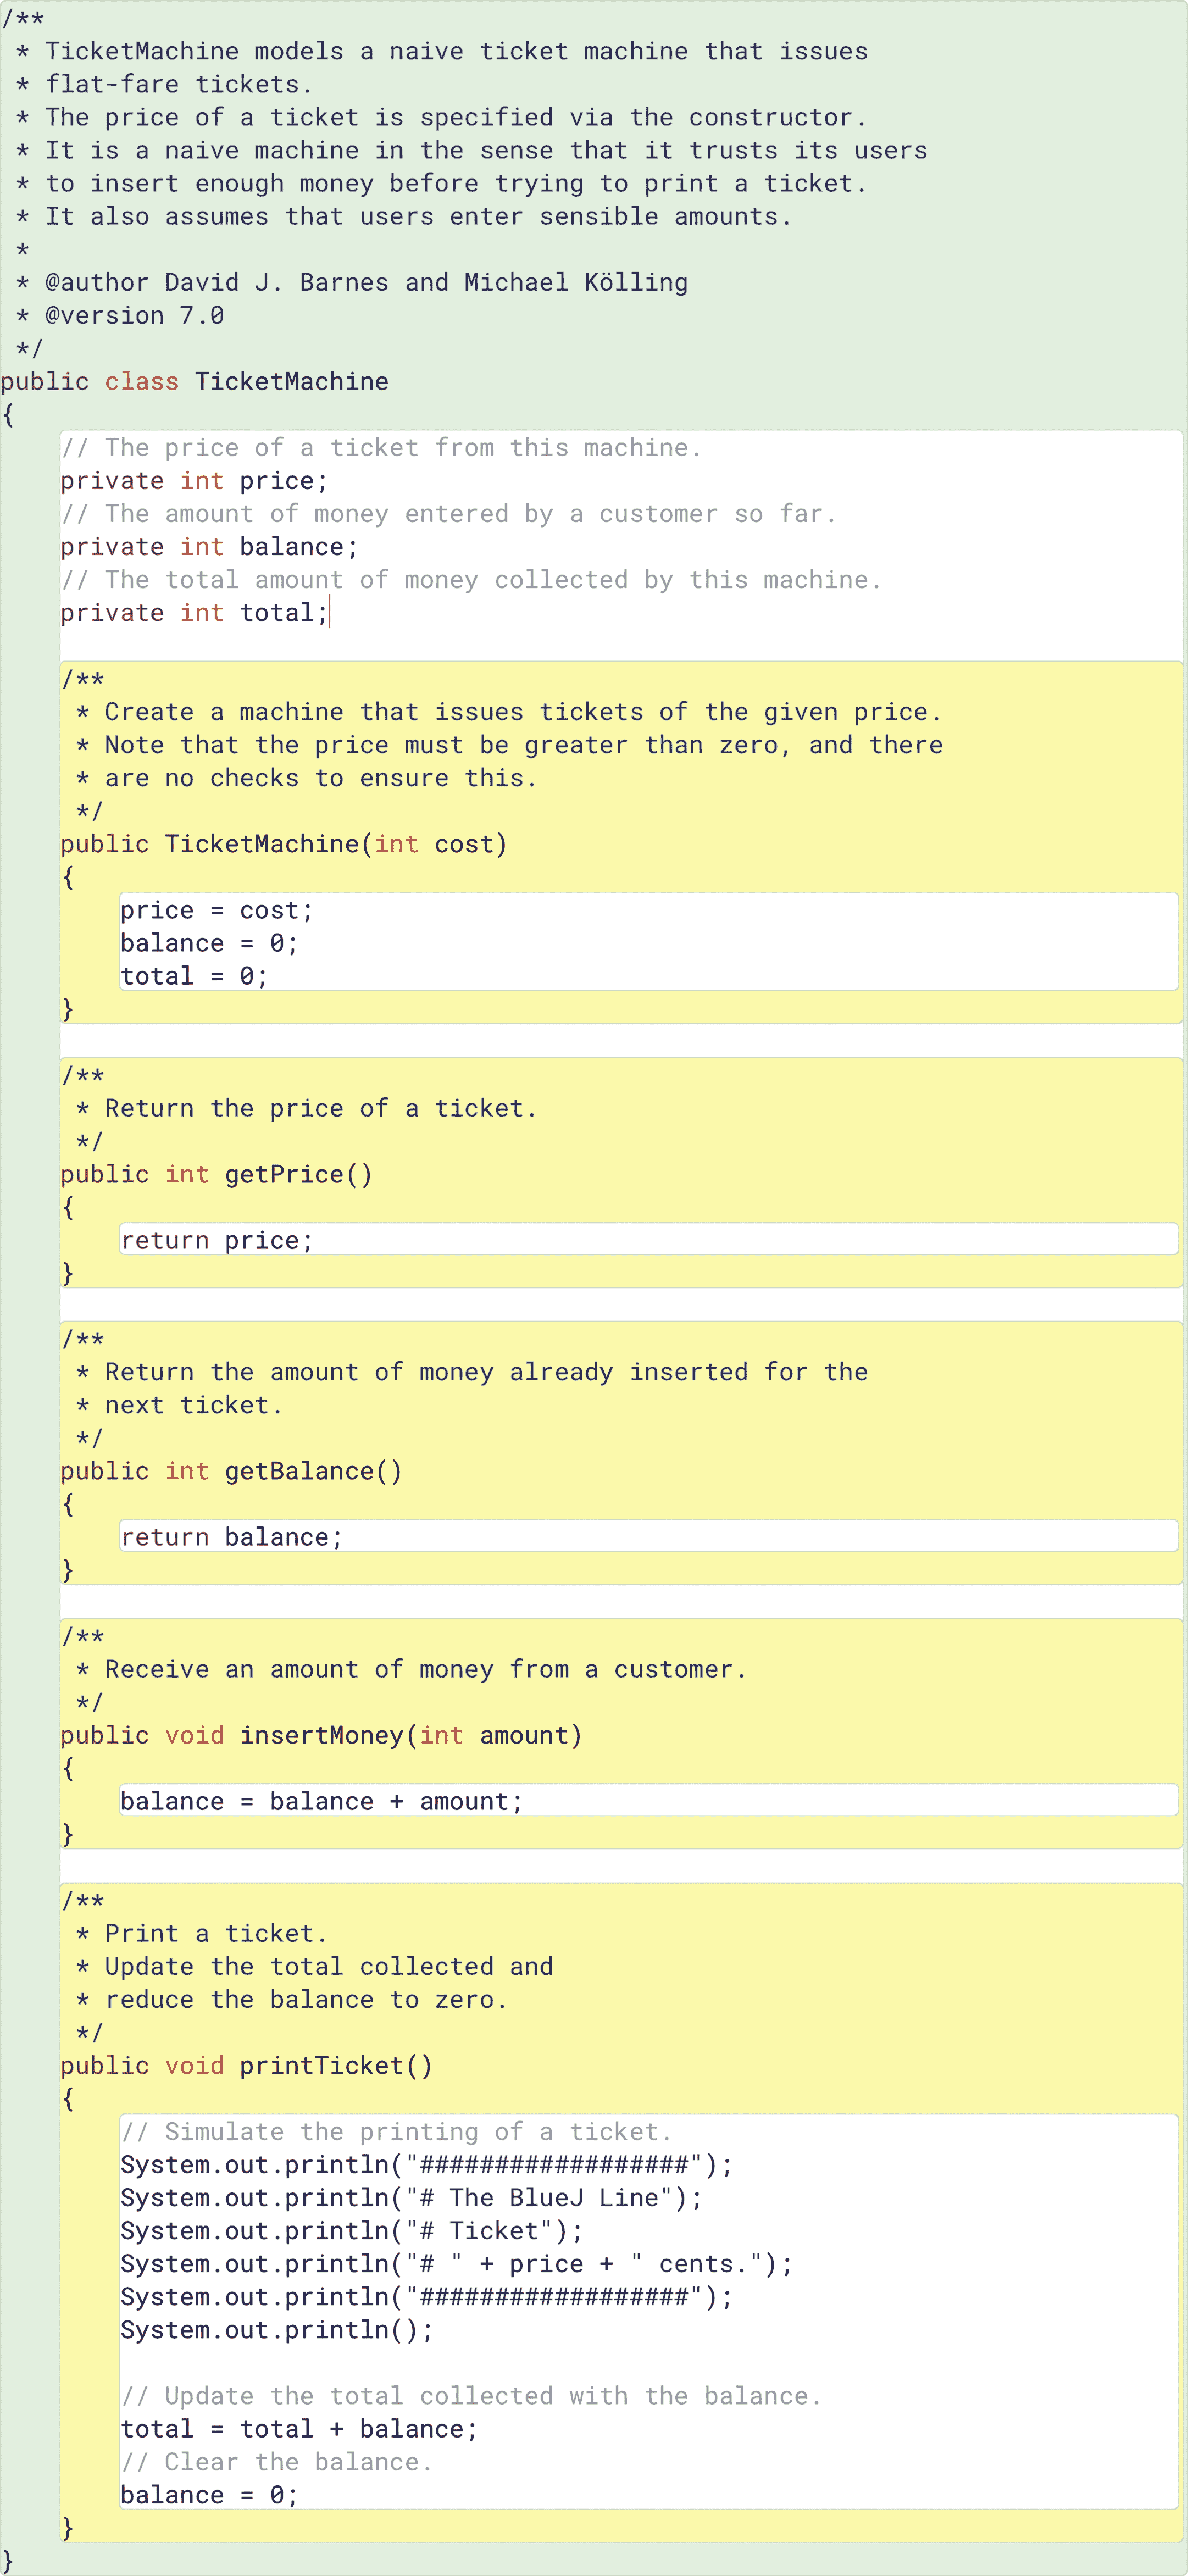 /**
 * TicketMachine models a naive ticket machine that issues
 * flat-fare tickets.
 * The price of a ticket is specified via the constructor.
 * It is a naive machine in the sense that it trusts its users
 * to insert enough money before trying to print a ticket.
 * It also assumes that users enter sensible amounts.
 *
 * @author David J. Barnes and Michael Kölling
 * @version 7.0
 */
public class TicketMachine
{
    // The price of a ticket from this machine.
    private int price;
    // The amount of money entered by a customer so far.
    private int balance;
    // The total amount of money collected by this machine.
    private int total;

    /**
     * Create a machine that issues tickets of the given price.
     * Note that the price must be greater than zero, and there
     * are no checks to ensure this.
     */
    public TicketMachine(int cost)
    {
        price = cost;
        balance = 0;
        total = 0;
    }

    /**
     * Return the price of a ticket.
     */
    public int getPrice()
    {
        return price;
    }

    /**
     * Return the amount of money already inserted for the
     * next ticket.
     */
    public int getBalance()
    {
        return balance;
    }

    /**
     * Receive an amount of money from a customer.
     */
    public void insertMoney(int amount)
    {
        balance = balance + amount;
    }

    /**
     * Print a ticket.
     * Update the total collected and
     * reduce the balance to zero.
     */
    public void printTicket()
    {
        // Simulate the printing of a ticket.
        System.out.println("##################");
        System.out.println("# The BlueJ Line");
        System.out.println("# Ticket");
        System.out.println("# " + price + " cents.");
        System.out.println("##################");
        System.out.println();

        // Update the total collected with the balance.
        total = total + balance;
        // Clear the balance.
        balance = 0;
    }
}